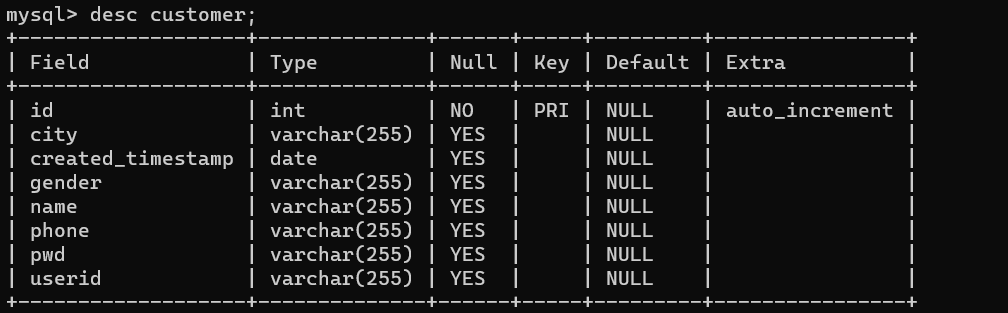 mysql> desc customer;
+-------------------+--------------+------+-----+---------+----------------+
| Field             | Type         | Null | Key | Default | Extra          |
+-------------------+--------------+------+-----+---------+----------------+
| id                | int          | NO   | PRI | NULL    | auto_increment |
| city              | varchar(255) | YES  |     | NULL    |                |
| created_timestamp | date         | YES  |     | NULL    |                |
| gender            | varchar(255) | YES  |     | NULL    |                |
| name              | varchar(255) | YES  |     | NULL    |                |
| phone             | varchar(255) | YES  |     | NULL    |                |
| pwd               | varchar(255) | YES  |     | NULL    |                |
| userid            | varchar(255) | YES  |     | NULL    |                |
+-------------------+--------------+------+-----+---------+----------------+